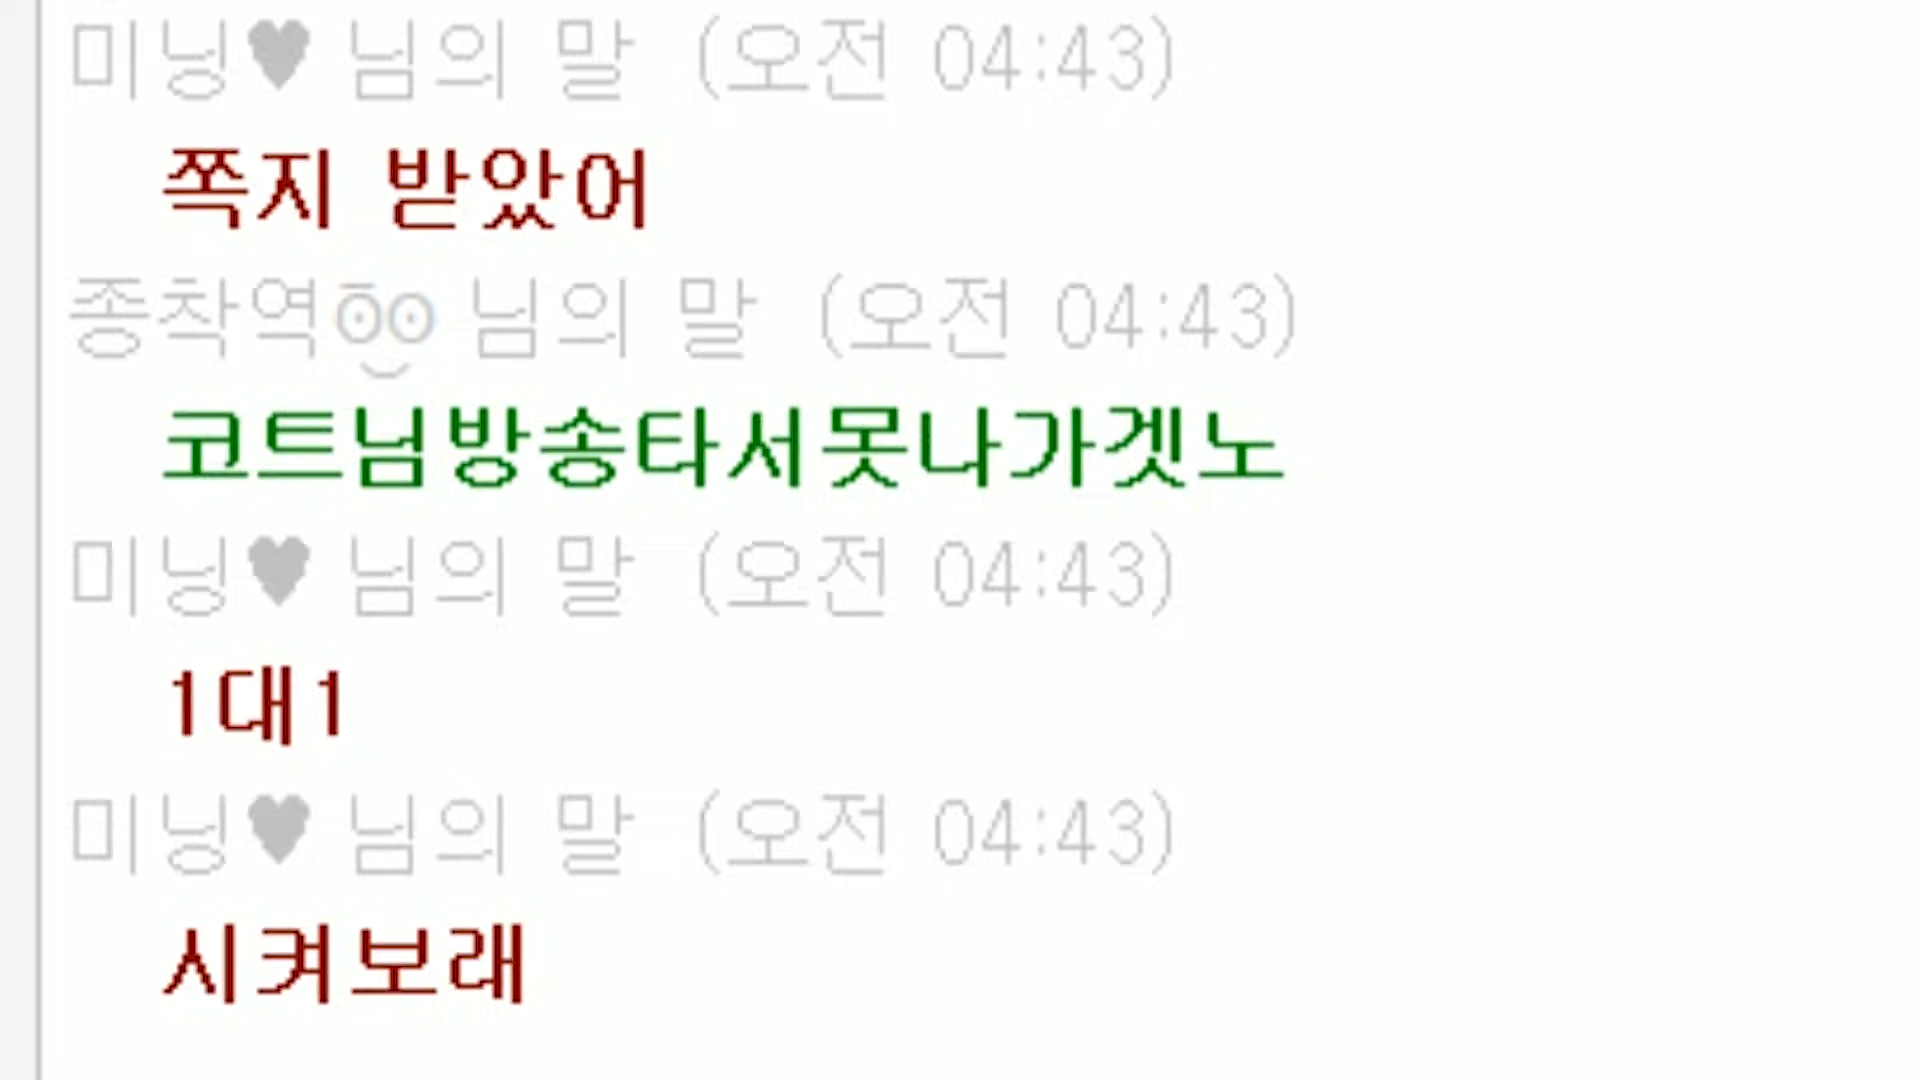 미닝♥ 님의 말 (오전 04:43)
쪽지 받았어
종착역ō͜o 님의 말 (오전 04:43)
코트님방송타서못나가겟노
미닝♥ 님의 말 (오전 04:43)
1대1
미닝♥ 님의 말 (오전 04:43)
시켜보래